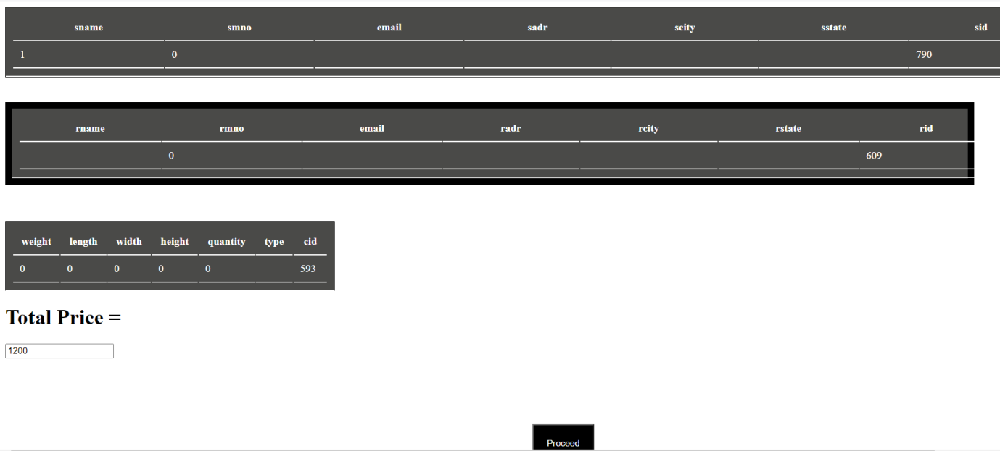 sname smno email sadr scity sstate sid
1 0 790
rname rmno email radr rcity rstate rid
0 609
weight length width height quantity type cid
0 0 0 0 0 593
Total Price =
1200
Proceed